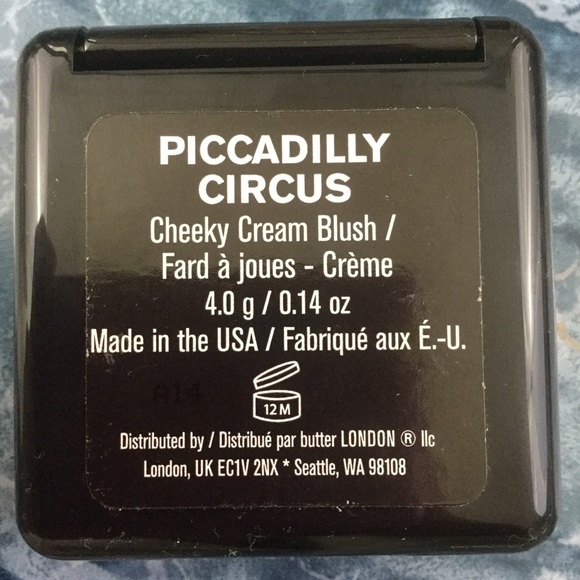 PICCADILLY
CIRCUS
Cheeky Cream Blush /
Fard à joues - Crème
4.0 g / 0.14 oz
Made in the USA / Fabriqué aux É.-U.
A14
12 M
Distributed by / Distribué par butter LONDON ® llc
London, UK EC1V 2NX * Seattle, WA 98108